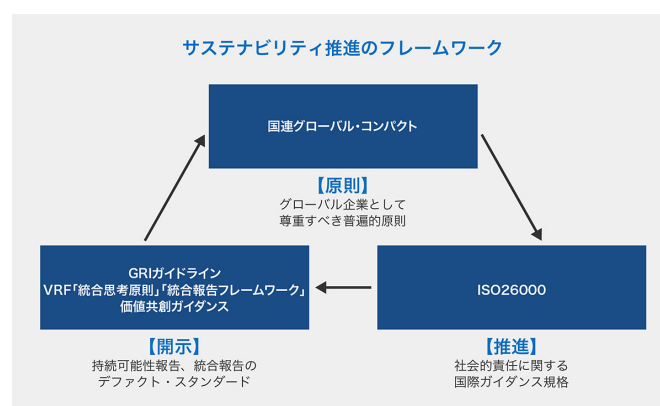 サステナビリティ推進のフレームワーク
国連グローバル・コンパクト
【原則】
グローバル企業として
尊重すべき普遍的原則
GRIガイドライン
VRF「統合思考原則」「統合報告フレームワーク」
価値共創ガイダンス
ISO26000
【開示】
持続可能性報告、統合報告の
デファクト・スタンダード
【推進】
社会的責任に関する
国際ガイダンス規格